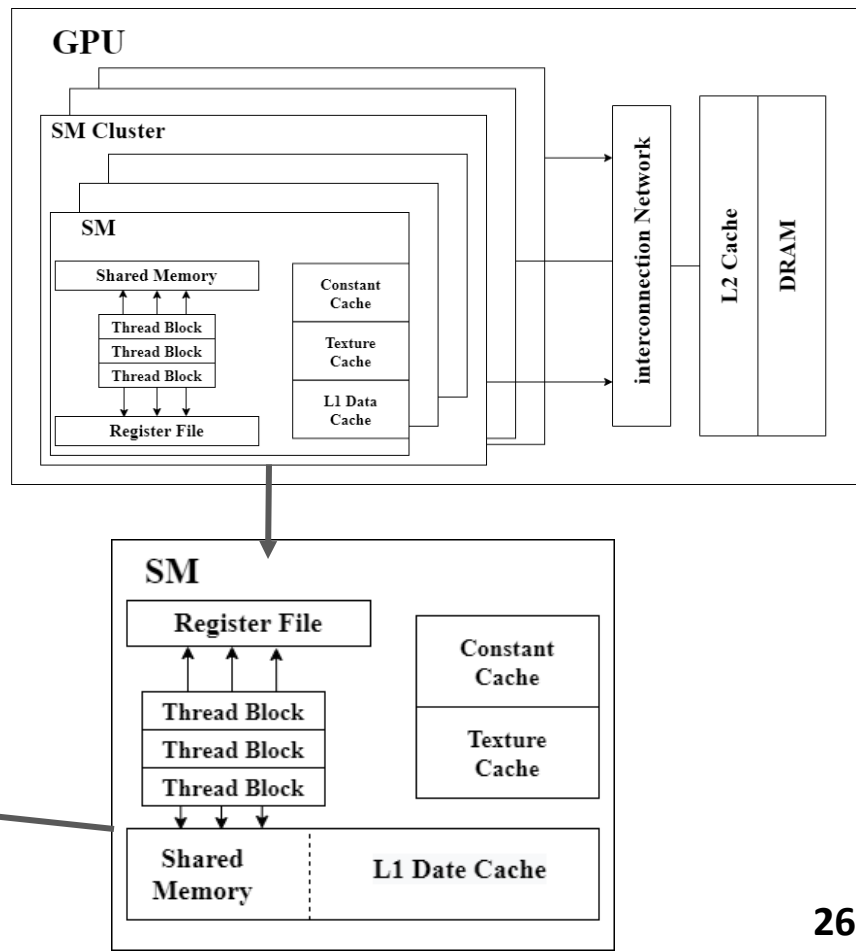 GPU
SM Cluster
SM
Shared Memory
Thread Block
Thread Block
Thread Block
Register File
Constant
Cache
Texture
Cache
L1 Data
Cache
interconnection Network
L2 Cache
DRAM
SM
Register File
Thread Block
Thread Block
Thread Block
Shared
Memory
L1 Date Cache
Constant
Cache
Texture
Cache
26